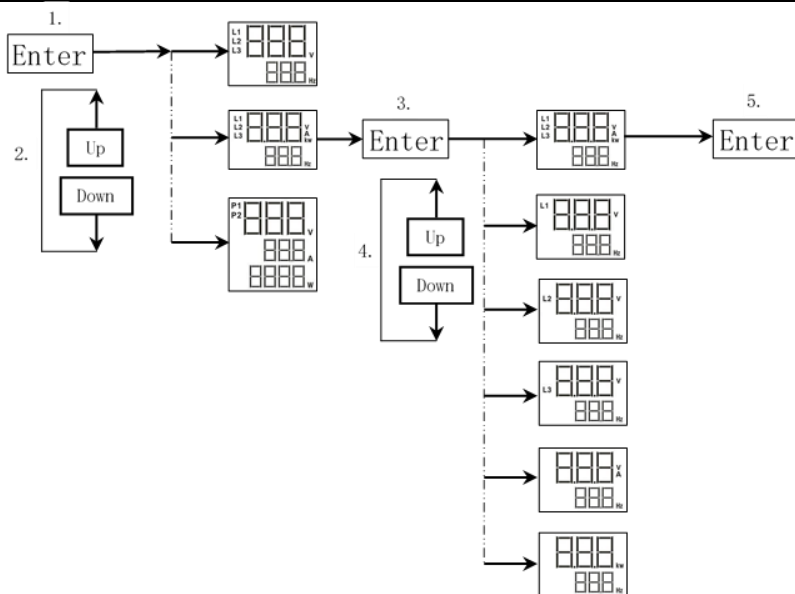 1.
Enter
2.
Up
Down
L1
L2
L3
V
Hz
L1
L2
L3
V
A
kw
Hz
P1
P2
V
A
W
3.
Enter
4.
Up
Down
L1
L2
L3
V
A
kw
Hz
L1
V
Hz
L2
V
Hz
L3
V
Hz
V
A
Hz
kw
Hz
5.
Enter